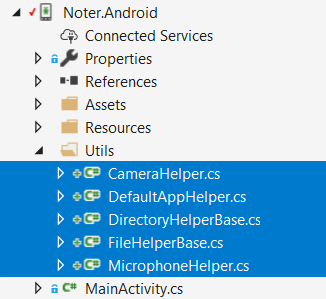 Noter.Android
Connected Services
Properties
References
Assets
Resources
Utils
CameraHelper.cs
DefaultAppHelper.cs
DirectoryHelperBase.cs
FileHelperBase.cs
MicrophoneHelper.cs
C# MainActivity.cs